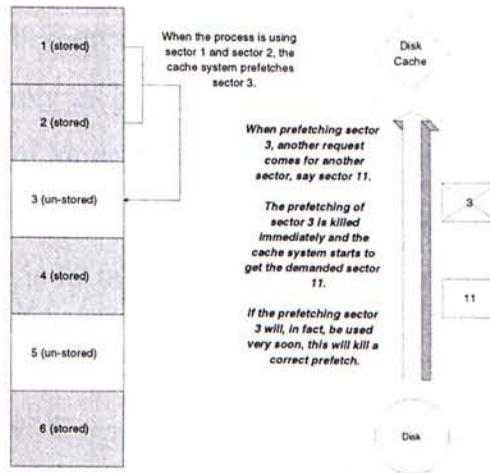 1 (stored)
2 (stored)
3 (un-stored)
4 (stored)
5 (un-stored)
6 (stored)
When the process is using
sector 1 and sector 2, the
cache system prefetches
sector 3.
When prefetching sector
3, another request
comes for another
sector, say sector 11.
The prefetching of
sector 3 is killed
immediately and the
cache system starts to
get the demanded sector
11.
If the prefetching sector
3 will, in fact, be used
very soon, this will kill a
correct prefetch.
Disk
Cache
3
11
Disk